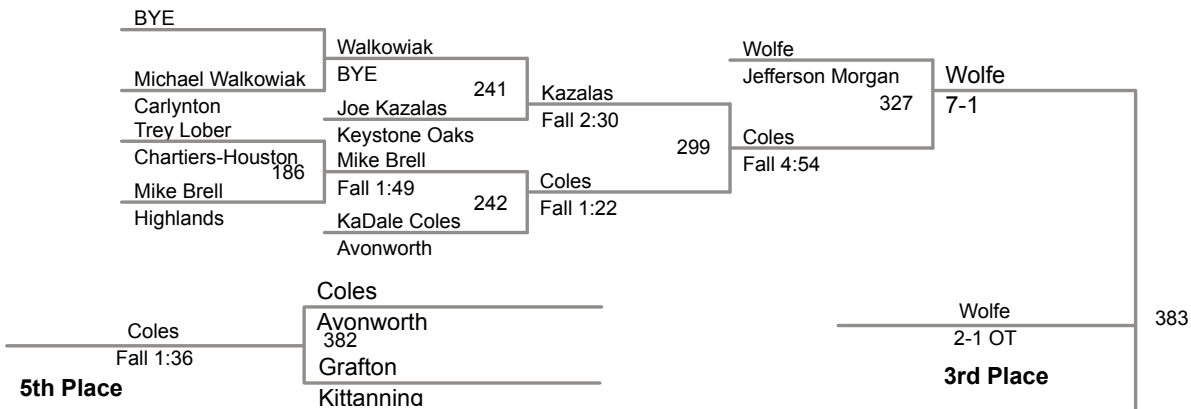 BYE
Michael Walkowiak
Carlynton
Trey Lober
Chartiers-Houston
186
Mike Brell
Highlands
Walkowiak
BYE
241
Joe Kazalas
Keystone Oaks
Mike Brell
Fall 1:49
242
KaDale Coles
Avonworth
Kazalas
Fall 2:30
299
Coles
Fall 1:22
Wolfe
Jefferson Morgan
327
Coles
Fall 4:54
Wolfe
7-1
383
Coles
Avonworth
382
Grafton
Kittanning
Coles
Fall 1:36
5th Place
Wolfe
2-1 OT
3rd Place